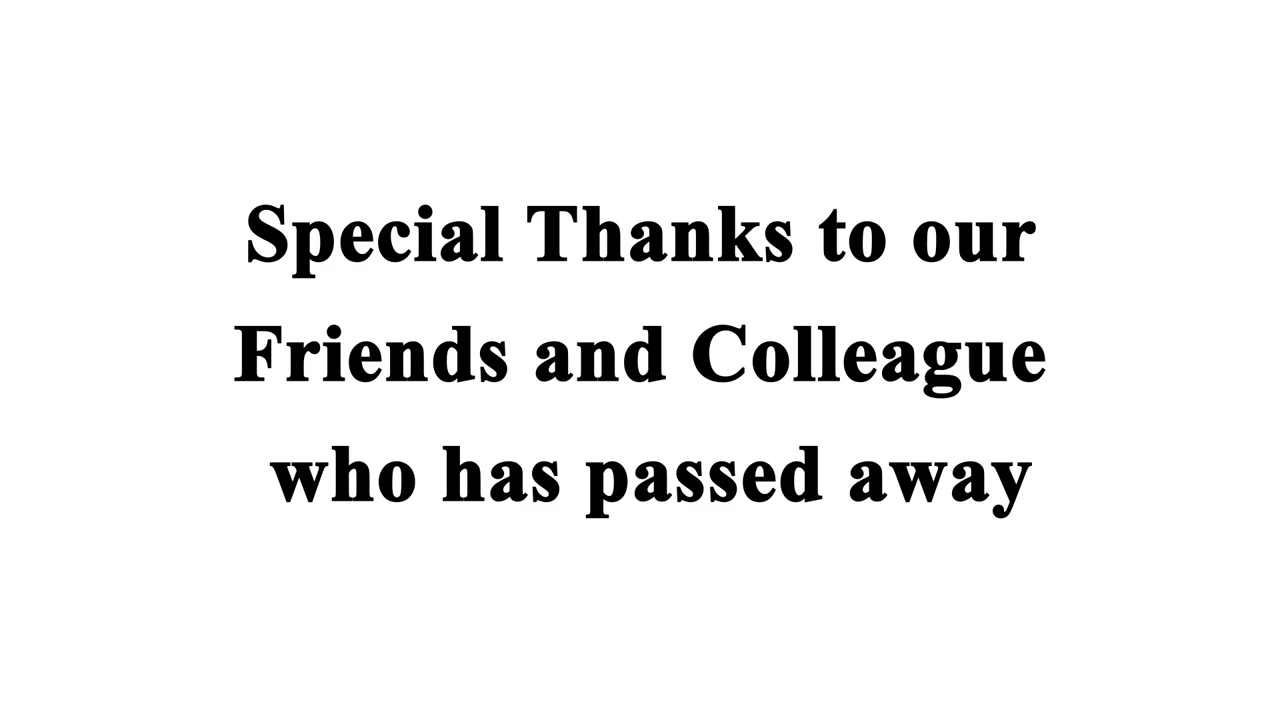 Special Thanks to our
Friends and Colleague
who has passed away